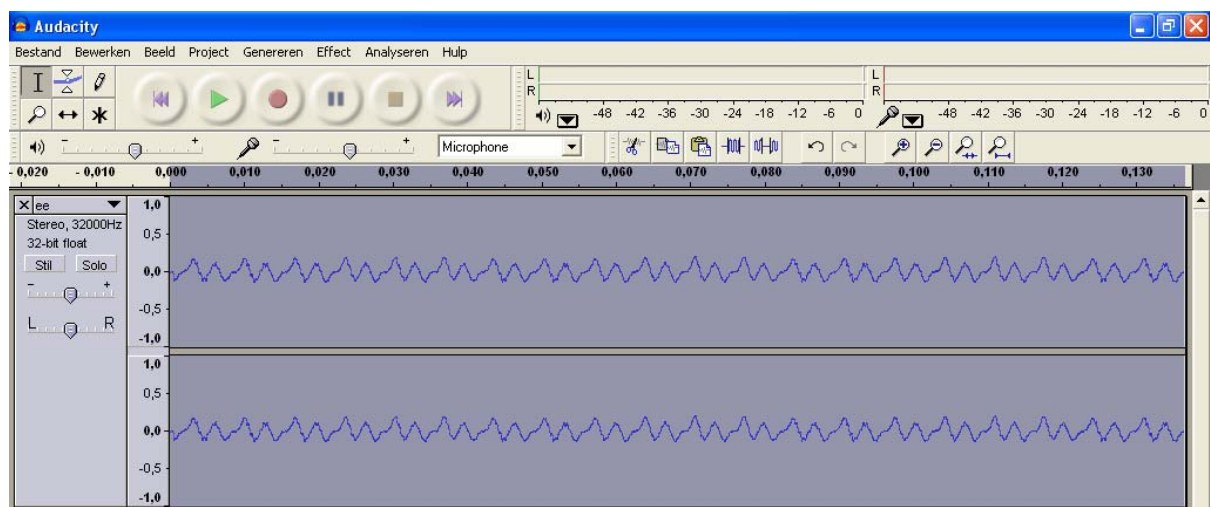 Audacity
Bestand Bewerken Beeld Project Genereren Effect Analyseren Hulp
L
R
-48 -42 -36 -30 -24 -18 -12 -6 0
L
R
-48 -42 -36 -30 -24 -18 -12 -6 0
- + - + Microphone
- 0,020 - 0,010 0,000 0,010 0,020 0,030 0,040 0,050 0,060 0,070 0,080 0,090 0,100 0,110 0,120 0,130
ee
Stereo, 32000Hz
32-bit float
Stil Solo
- +
L R
1,0
0,5
0,0
-0,5
-1,0
1,0
0,5
0,0
-0,5
-1,0